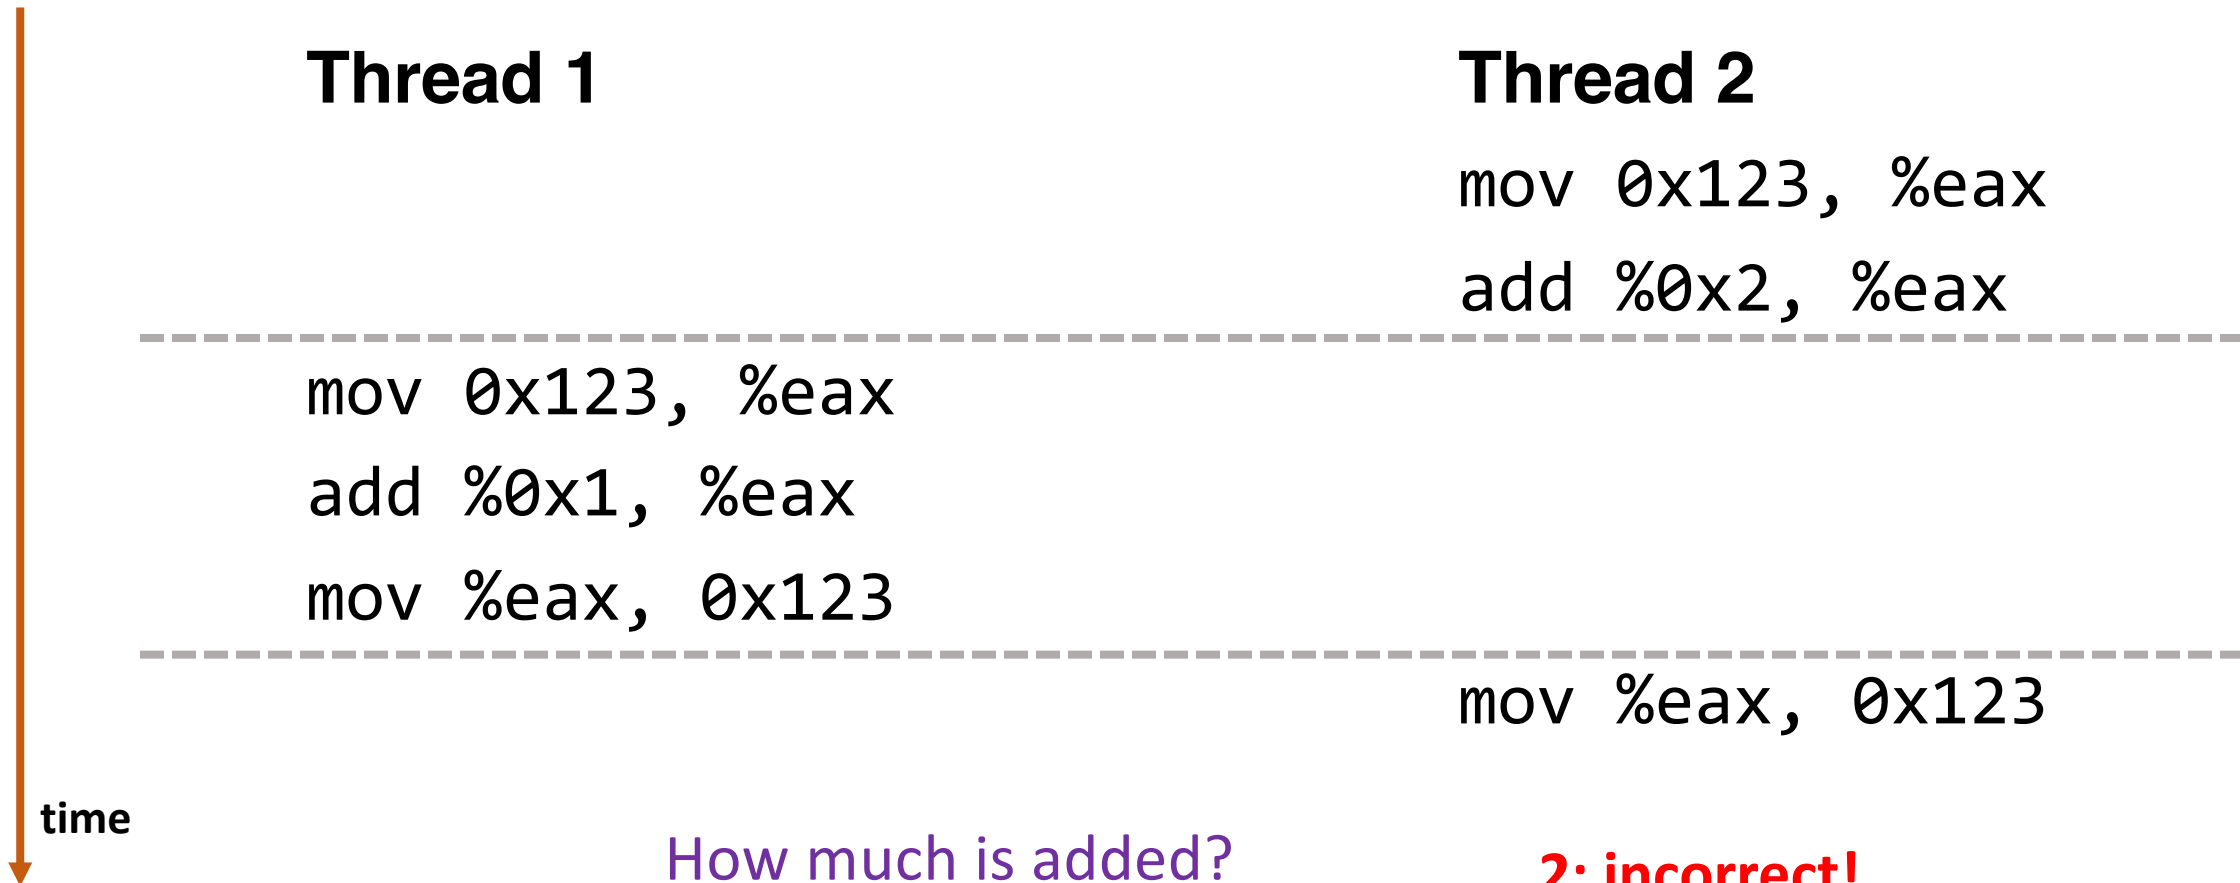 Thread 1 Thread 2
mov 0x123, %eax
add %0x2, %eax
mov 0x123, %eax
add %0x1, %eax
mov %eax, 0x123
mov %eax, 0x123
time
How much is added? 2: incorrect!